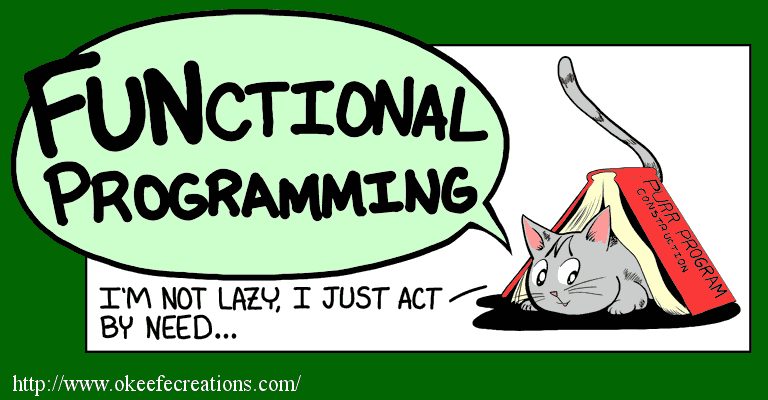 FUNCTIONAL
PROGRAMMING
I'M NOT LAZY, I JUST ACT
BY NEED...
PURR PROGRAM
CONSTRUCTION
http://www.okeefecreations.com/